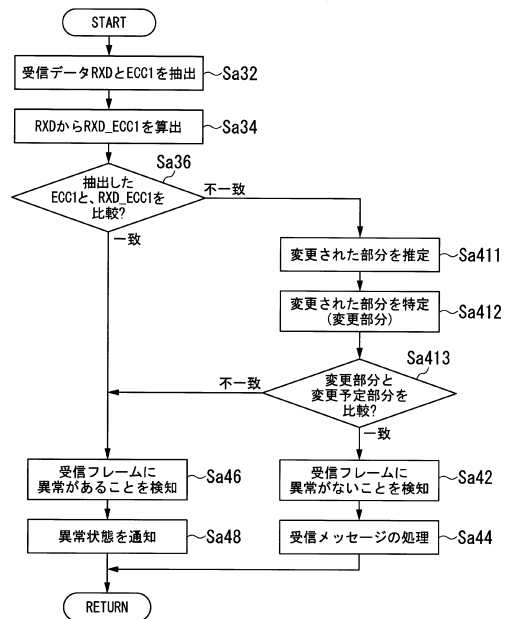 START
受信データRXDとECC1を抽出
Sa32
RXDからRXD_ECC1を算出
Sa34
Sa36
抽出した
ECC1と、RXD_ECC1を
比較?
不一致
一致
変更された部分を推定
Sa411
変更された部分を特定
(変更部分)
Sa412
Sa413
変更部分と
変更予定部分を
比較?
不一致
一致
受信フレームに
異常があることを検知
Sa46
受信フレームに
異常がないことを検知
Sa42
異常状態を通知
Sa48
受信メッセージの処理
Sa44
RETURN